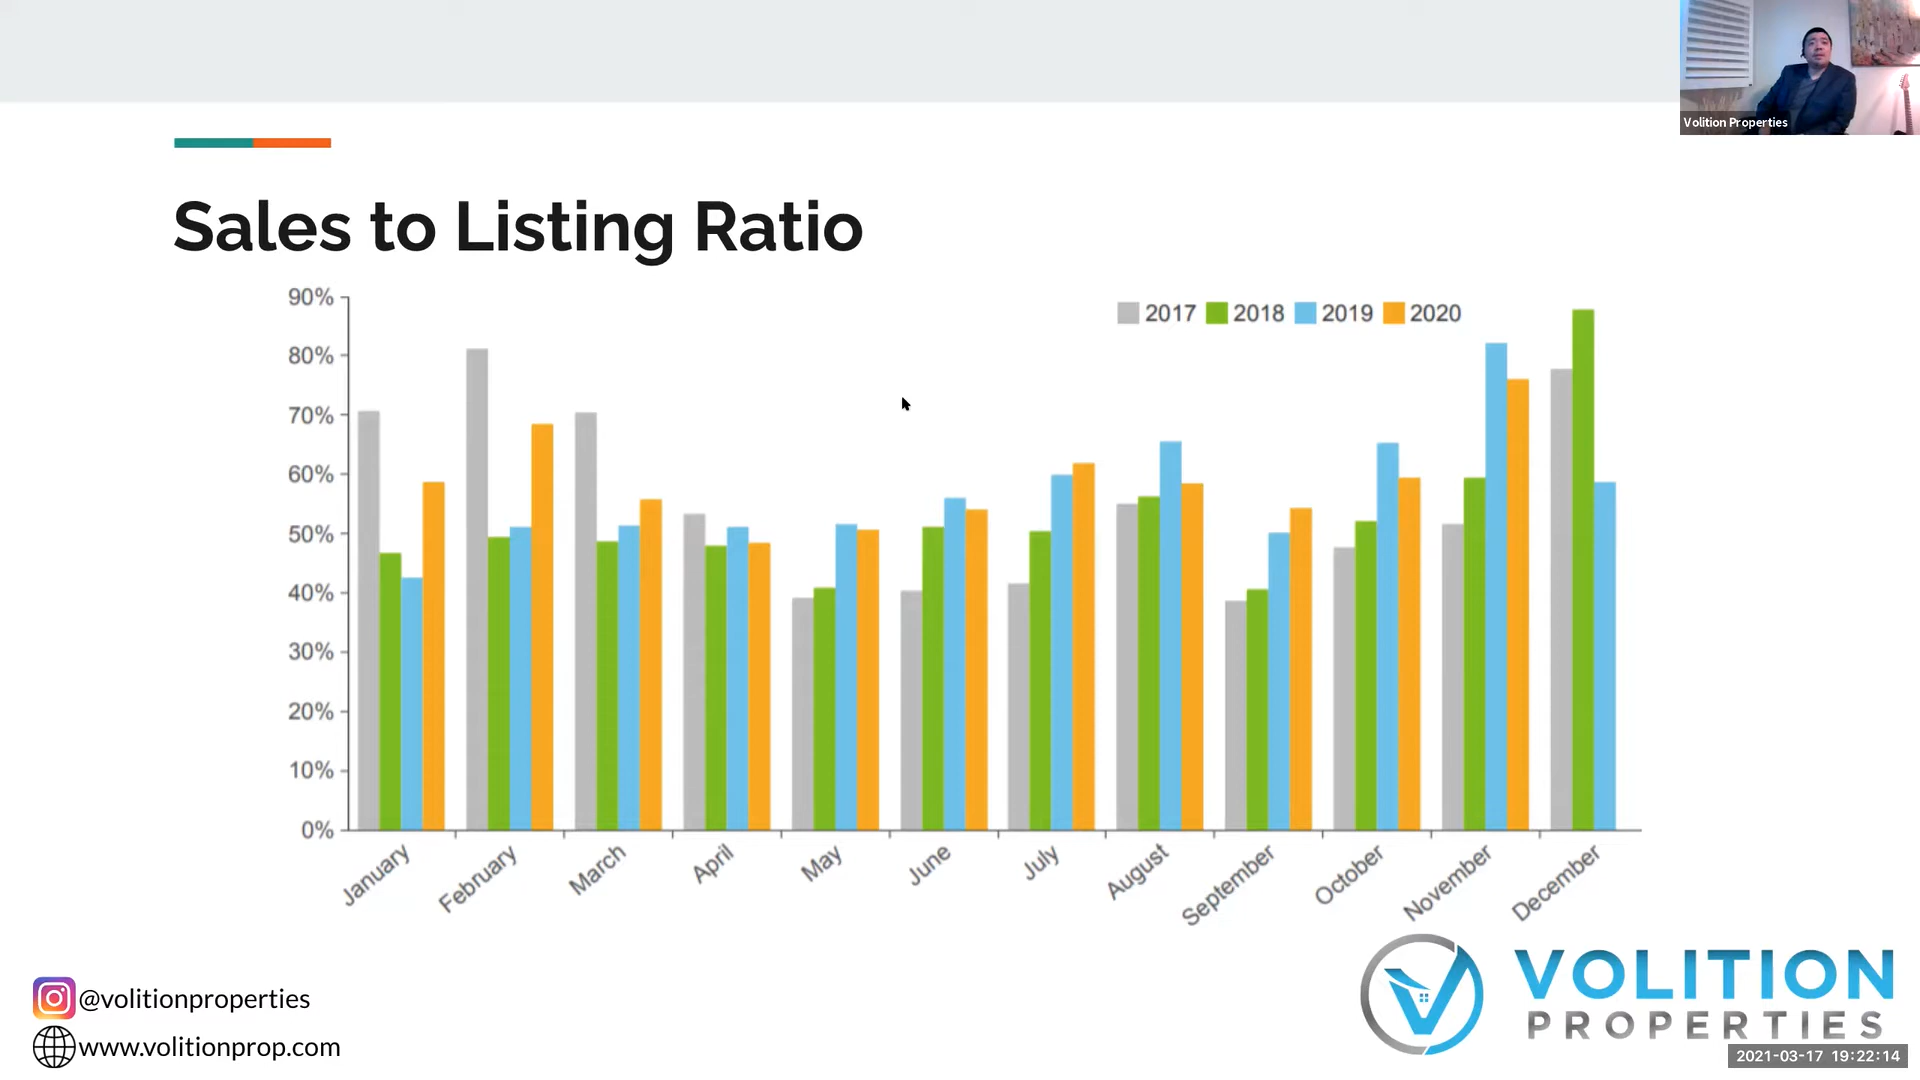 Volition Properties
Sales to Listing Ratio
2017 2018 2019 2020
90%
80%
70%
60%
50%
40%
30%
20%
10%
0%
January
February
March
April
May
June
July
August
September
October
November
December
@volitionproperties
www.volitionprop.com
VOLITION
PROPERTIES
2021-03-17 19:22:14